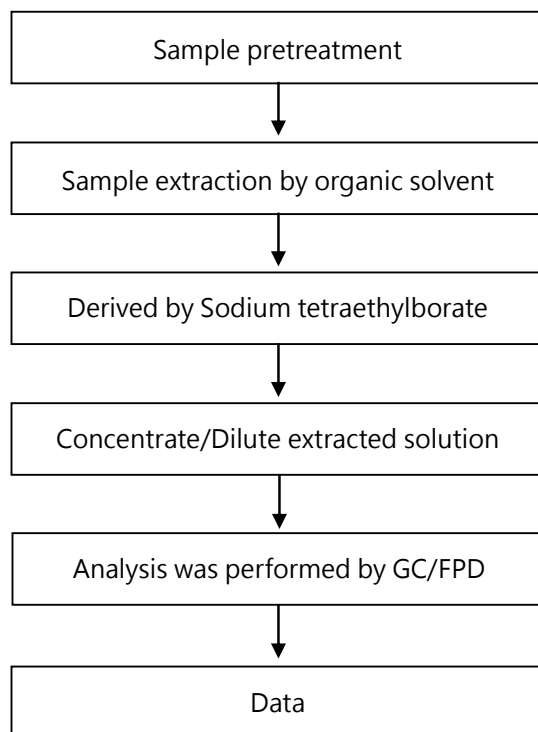 Sample pretreatment
Sample extraction by organic solvent
Derived by Sodium tetraethylborate
Concentrate/Dilute extracted solution
Analysis was performed by GC/FPD
Data